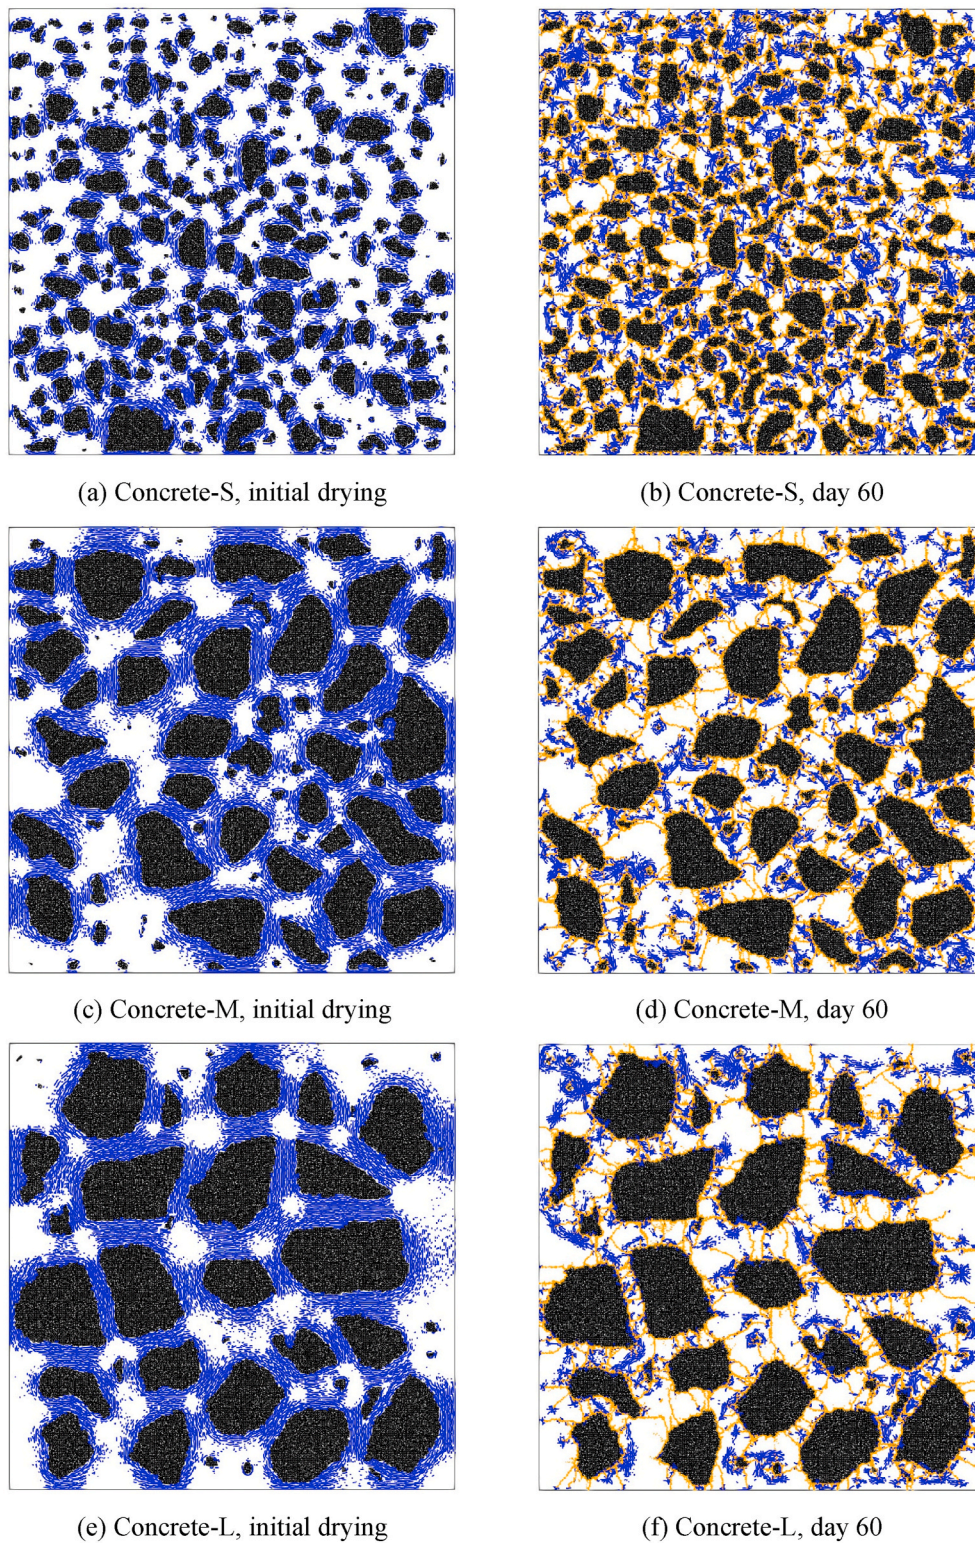 (a) Concrete-S, initial drying
(b) Concrete-S, day 60
(c) Concrete-M, initial drying
(d) Concrete-M, day 60
(e) Concrete-L, initial drying
(f) Concrete-L, day 60